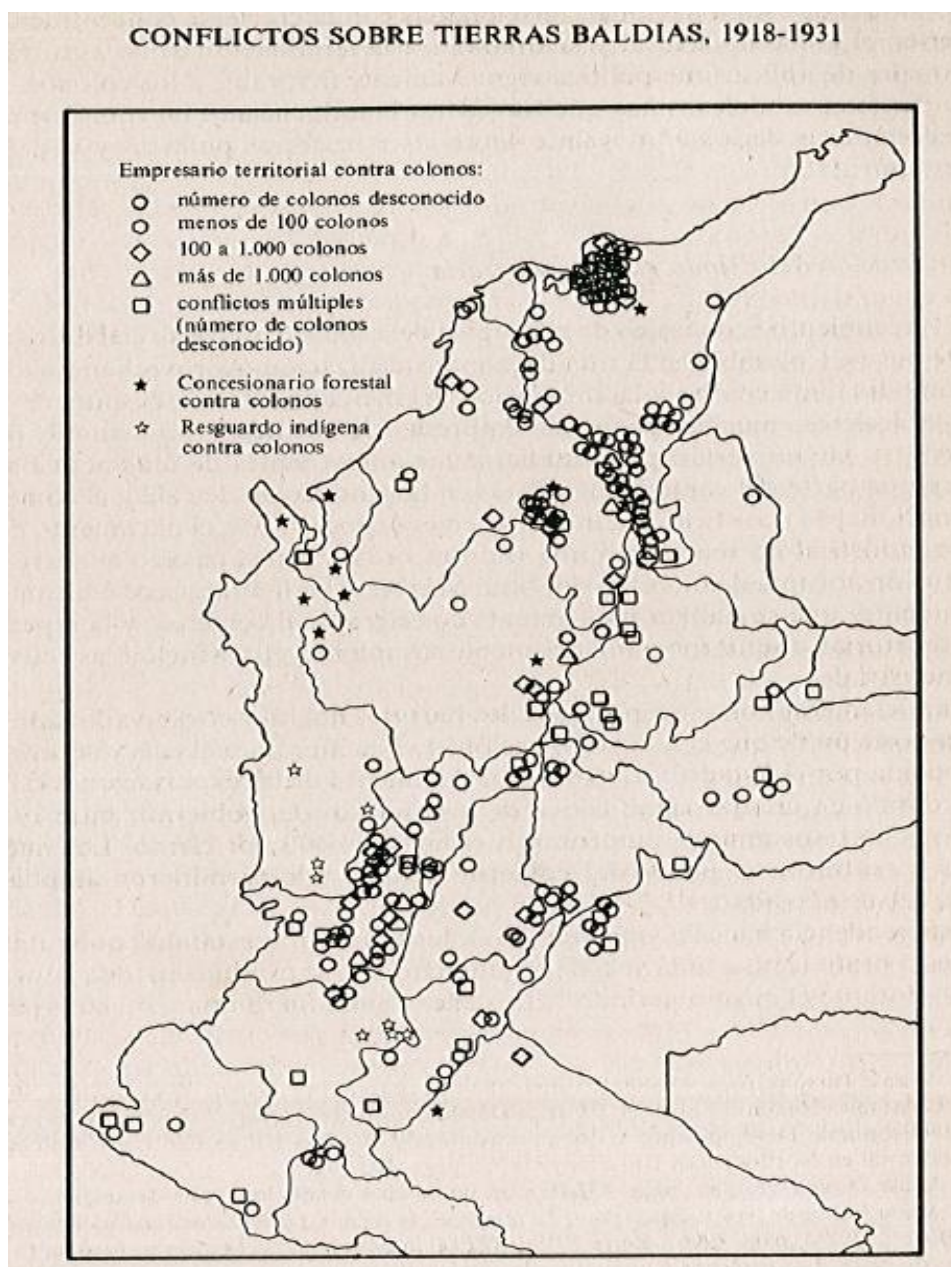 CONFLICTOS SOBRE TIERRAS BALDIAS, 1918-1931
Empresario territorial contra colonos:
número de colonos desconocido
menos de 100 colonos
100 a 1.000 colonos
más de 1.000 colonos
conflictos múltiples
(número de colonos
desconocido)
Concesionario forestal
contra colonos
Resguardo indígena
contra colonos